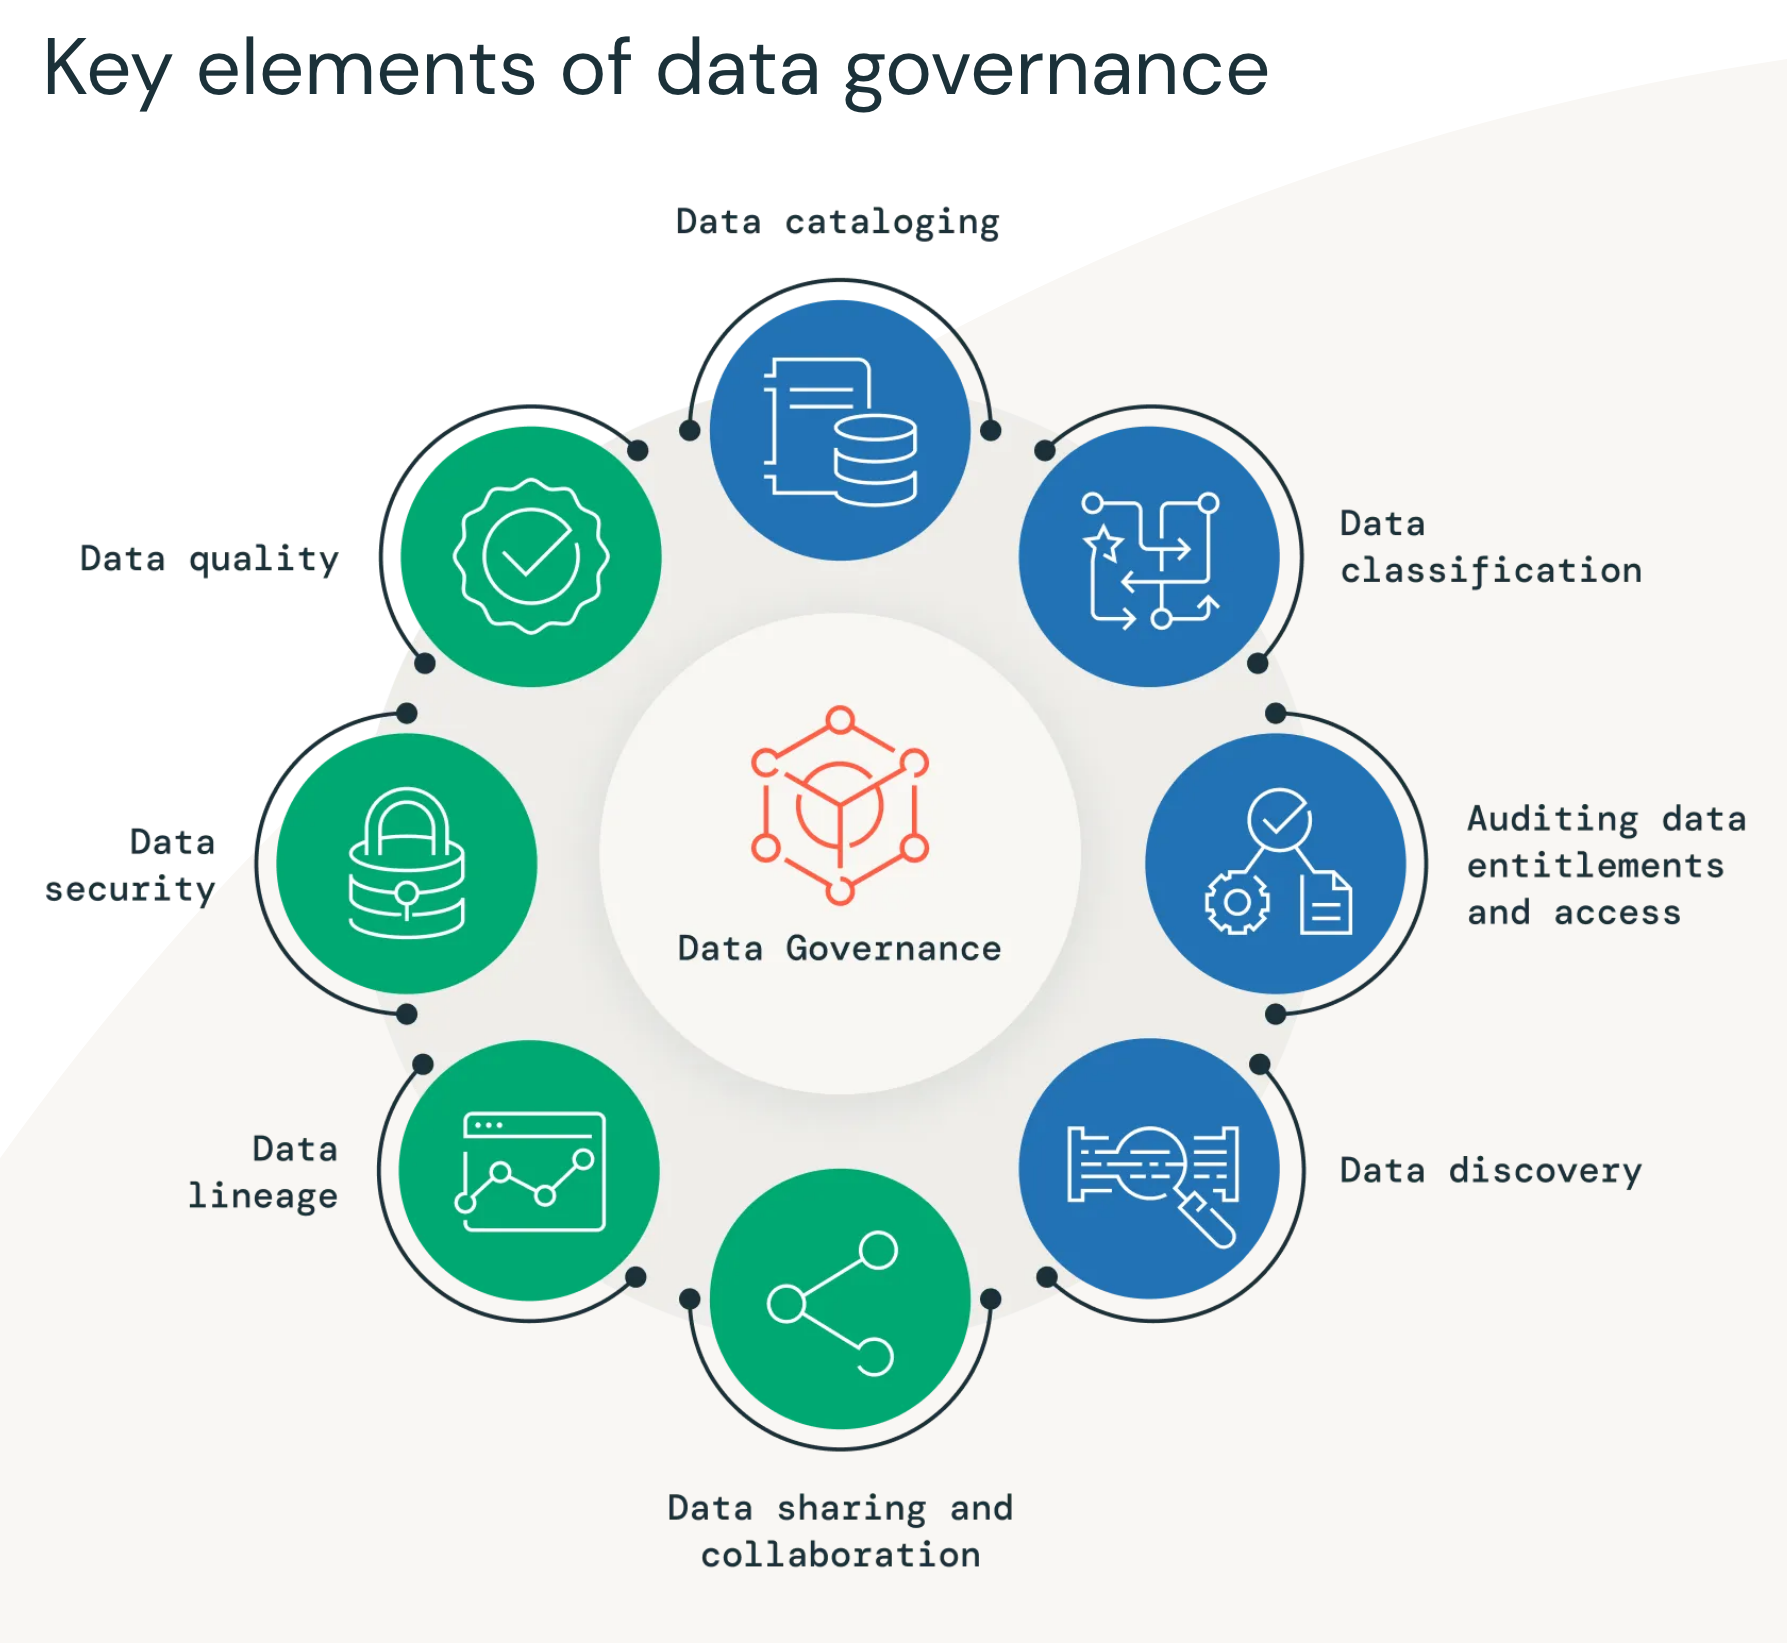 Key elements of data governance
Data cataloging
Data
classification
Auditing data
entitlements
and access
Data discovery
Data sharing and
collaboration
Data
lineage
Data
security
Data quality
Data Governance